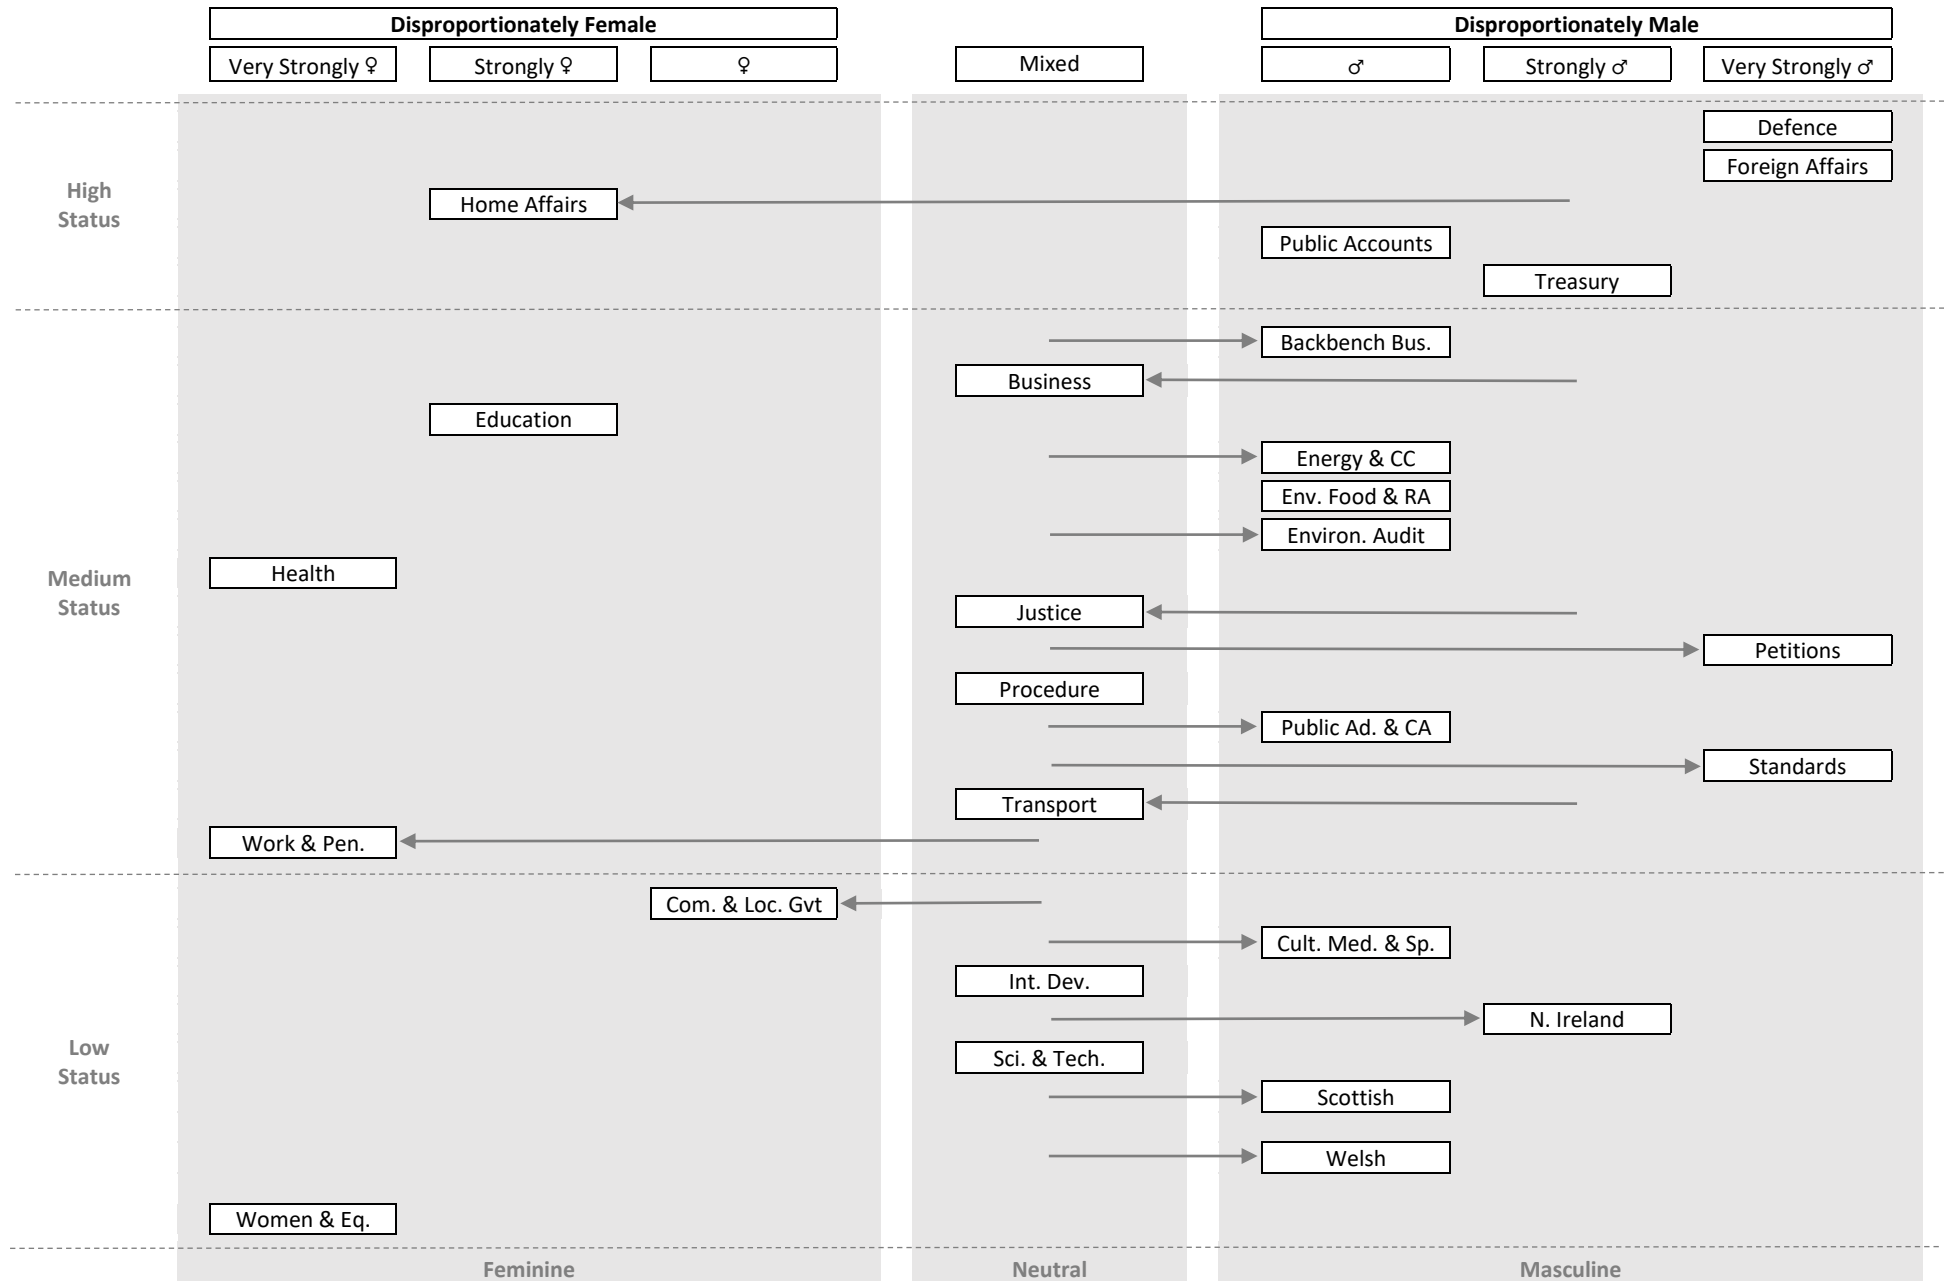 Disproportionately Female
Disproportionately Male
Very Strongly ♀
Strongly ♀
♀
Mixed
♂
Strongly ♂
Very Strongly ♂
High
Status
Defence
Foreign Affairs
Home Affairs
Public Accounts
Treasury
Medium
Status
Backbench Bus.
Business
Education
Energy & CC
Env. Food & RA
Environ. Audit
Health
Justice
Petitions
Procedure
Public Ad. & CA
Standards
Transport
Work & Pen.
Low
Status
Com. & Loc. Gvt
Cult. Med. & Sp.
Int. Dev.
N. Ireland
Sci. & Tech.
Scottish
Welsh
Women & Eq.
Feminine
Neutral
Masculine